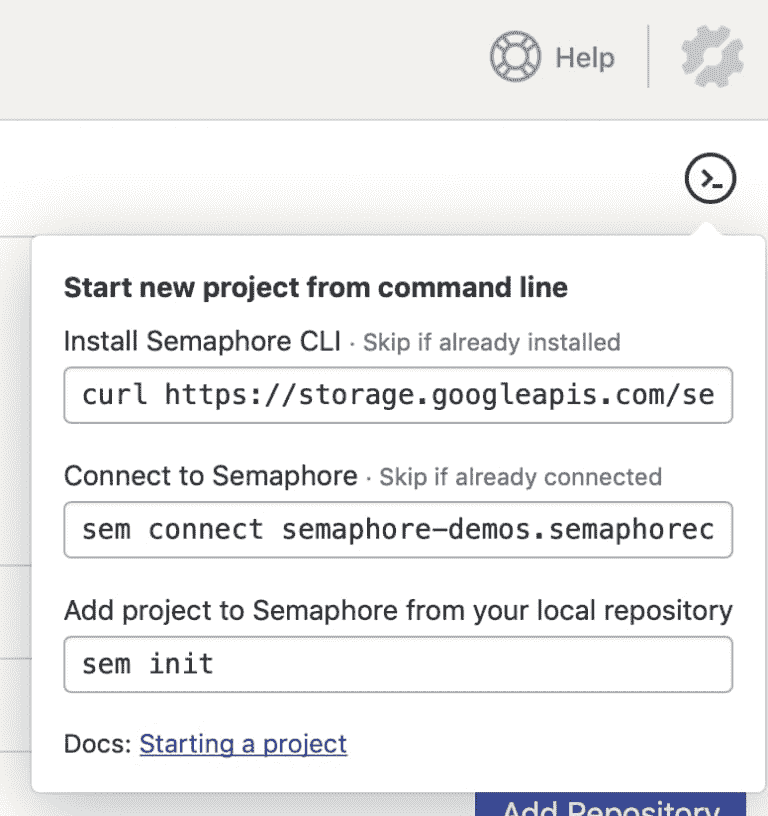 Help
Start new project from command line
Install Semaphore CLI · Skip if already installed
curl https://storage.googleapis.com/se
Connect to Semaphore · Skip if already connected
sem connect semaphore-demos.semaphorec
Add project to Semaphore from your local repository
sem init
Docs: Starting a project
Add Repository